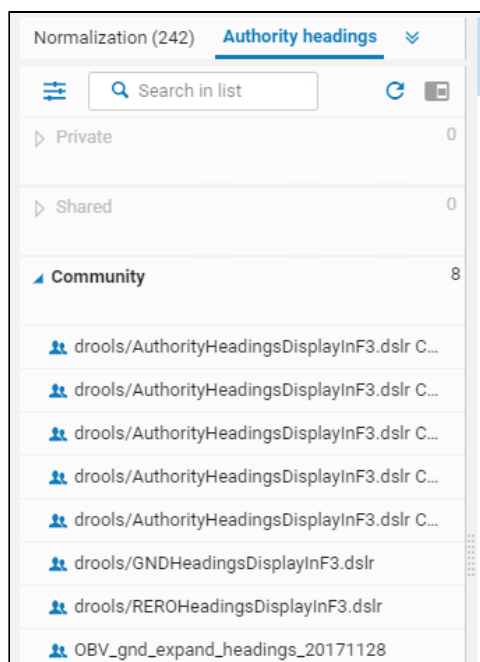 Normalization (242) Authority headings
Search in list
Private 0
Shared 0
Community 8
drools/AuthorityHeadingsDisplayInF3.dslr C...
drools/AuthorityHeadingsDisplayInF3.dslr C...
drools/AuthorityHeadingsDisplayInF3.dslr C...
drools/AuthorityHeadingsDisplayInF3.dslr C...
drools/AuthorityHeadingsDisplayInF3.dslr C...
drools/GNDHeadingsDisplayInF3.dslr
drools/REROHeadingsDisplayInF3.dslr
OBV_gnd_expand_headings_20171128